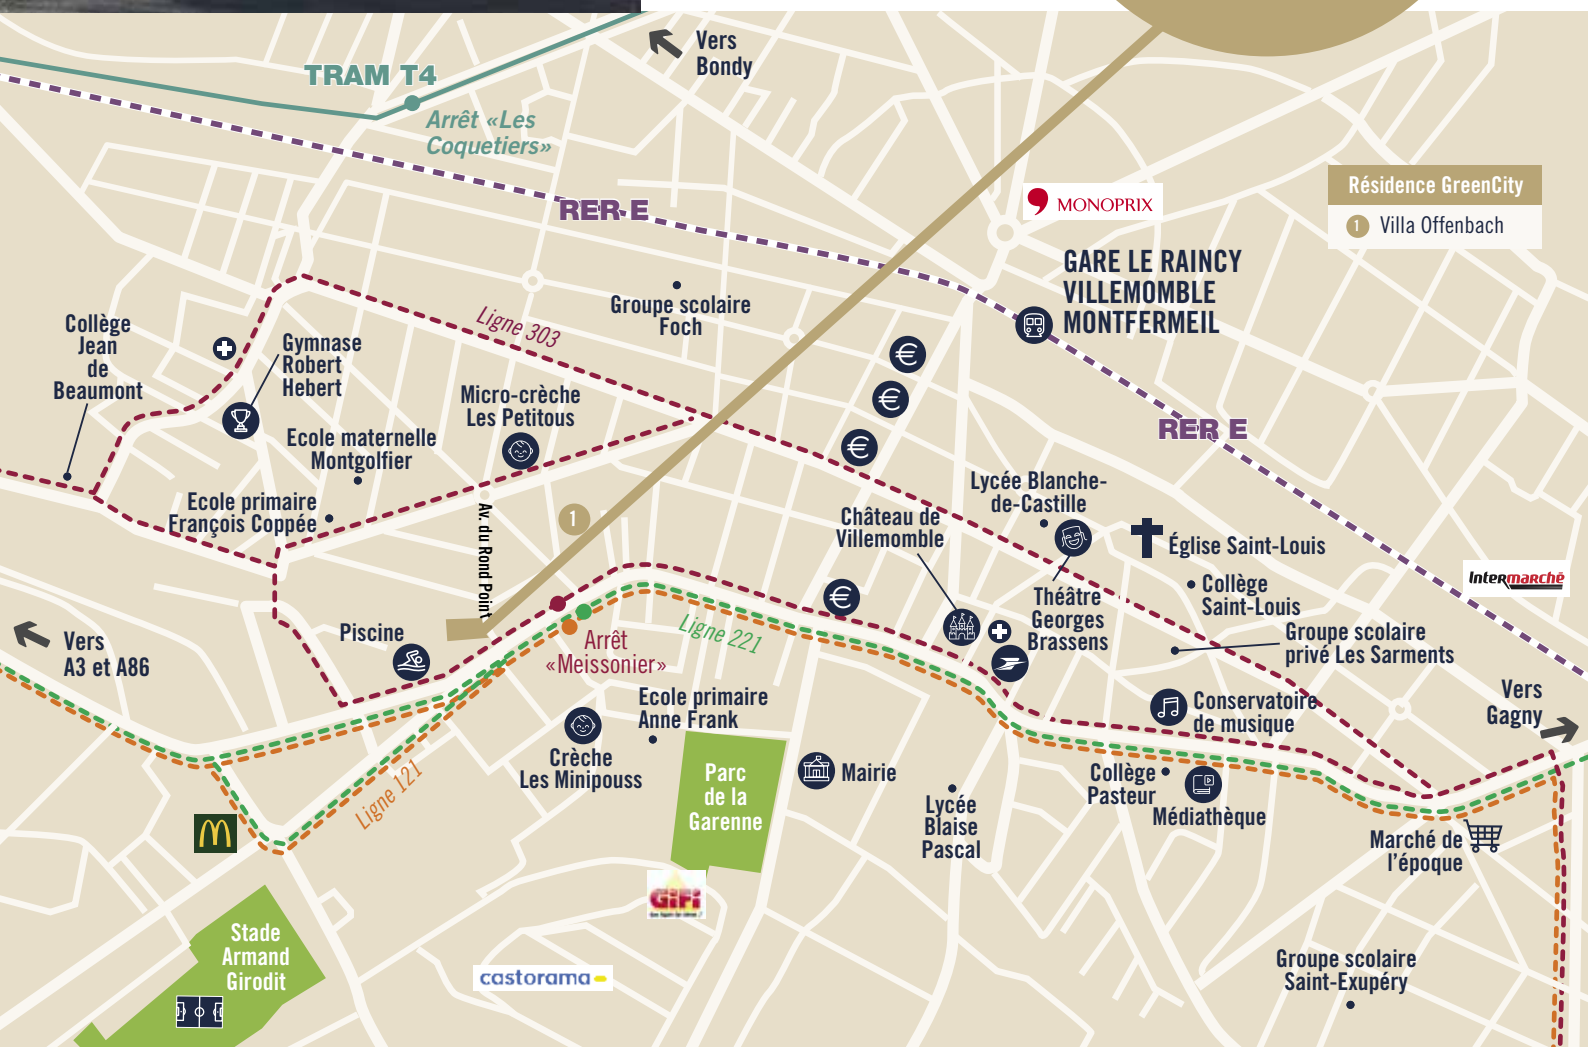 Vers
Bondy
TRAM T4
Arrêt «Les
Coquetiers»
RER E
MONOPRIX
Résidence GreenCity
1 Villa Offenbach
GARE LE RAINCY
VILLEMOMBLE
MONTFERMEIL
Groupe scolaire
Foch
Ligne 303
Collège
Jean
de
Beaumont
Gymnase
Robert
Hebert
Micro-crèche
Les Petitous
Ecole maternelle
Montgolfier
Ecole primaire
François Coppée
RER E
Lycée Blanche-
de-Castille
Château de
Villemomble
Église Saint-Louis
Intermarché
Collège
Saint-Louis
Théâtre
Georges
Brassens
Groupe scolaire
privé Les Sarments
1
Av. du Rond Point
Piscine
Vers
A3 et A86
Arrêt
«Meissonier»
Ligne 221
Ecole primaire
Anne Frank
Conservatoire
de musique
Vers
Gagny
Crèche
Les Minipouss
Parc
de la
Garenne
Mairie
Collège
Pasteur
Médiathèque
Lycée
Blaise
Pascal
Ligne 121
Marché de
l'époque
GiFi
Stade
Armand
Girodit
castorama
Groupe scolaire
Saint-Exupéry